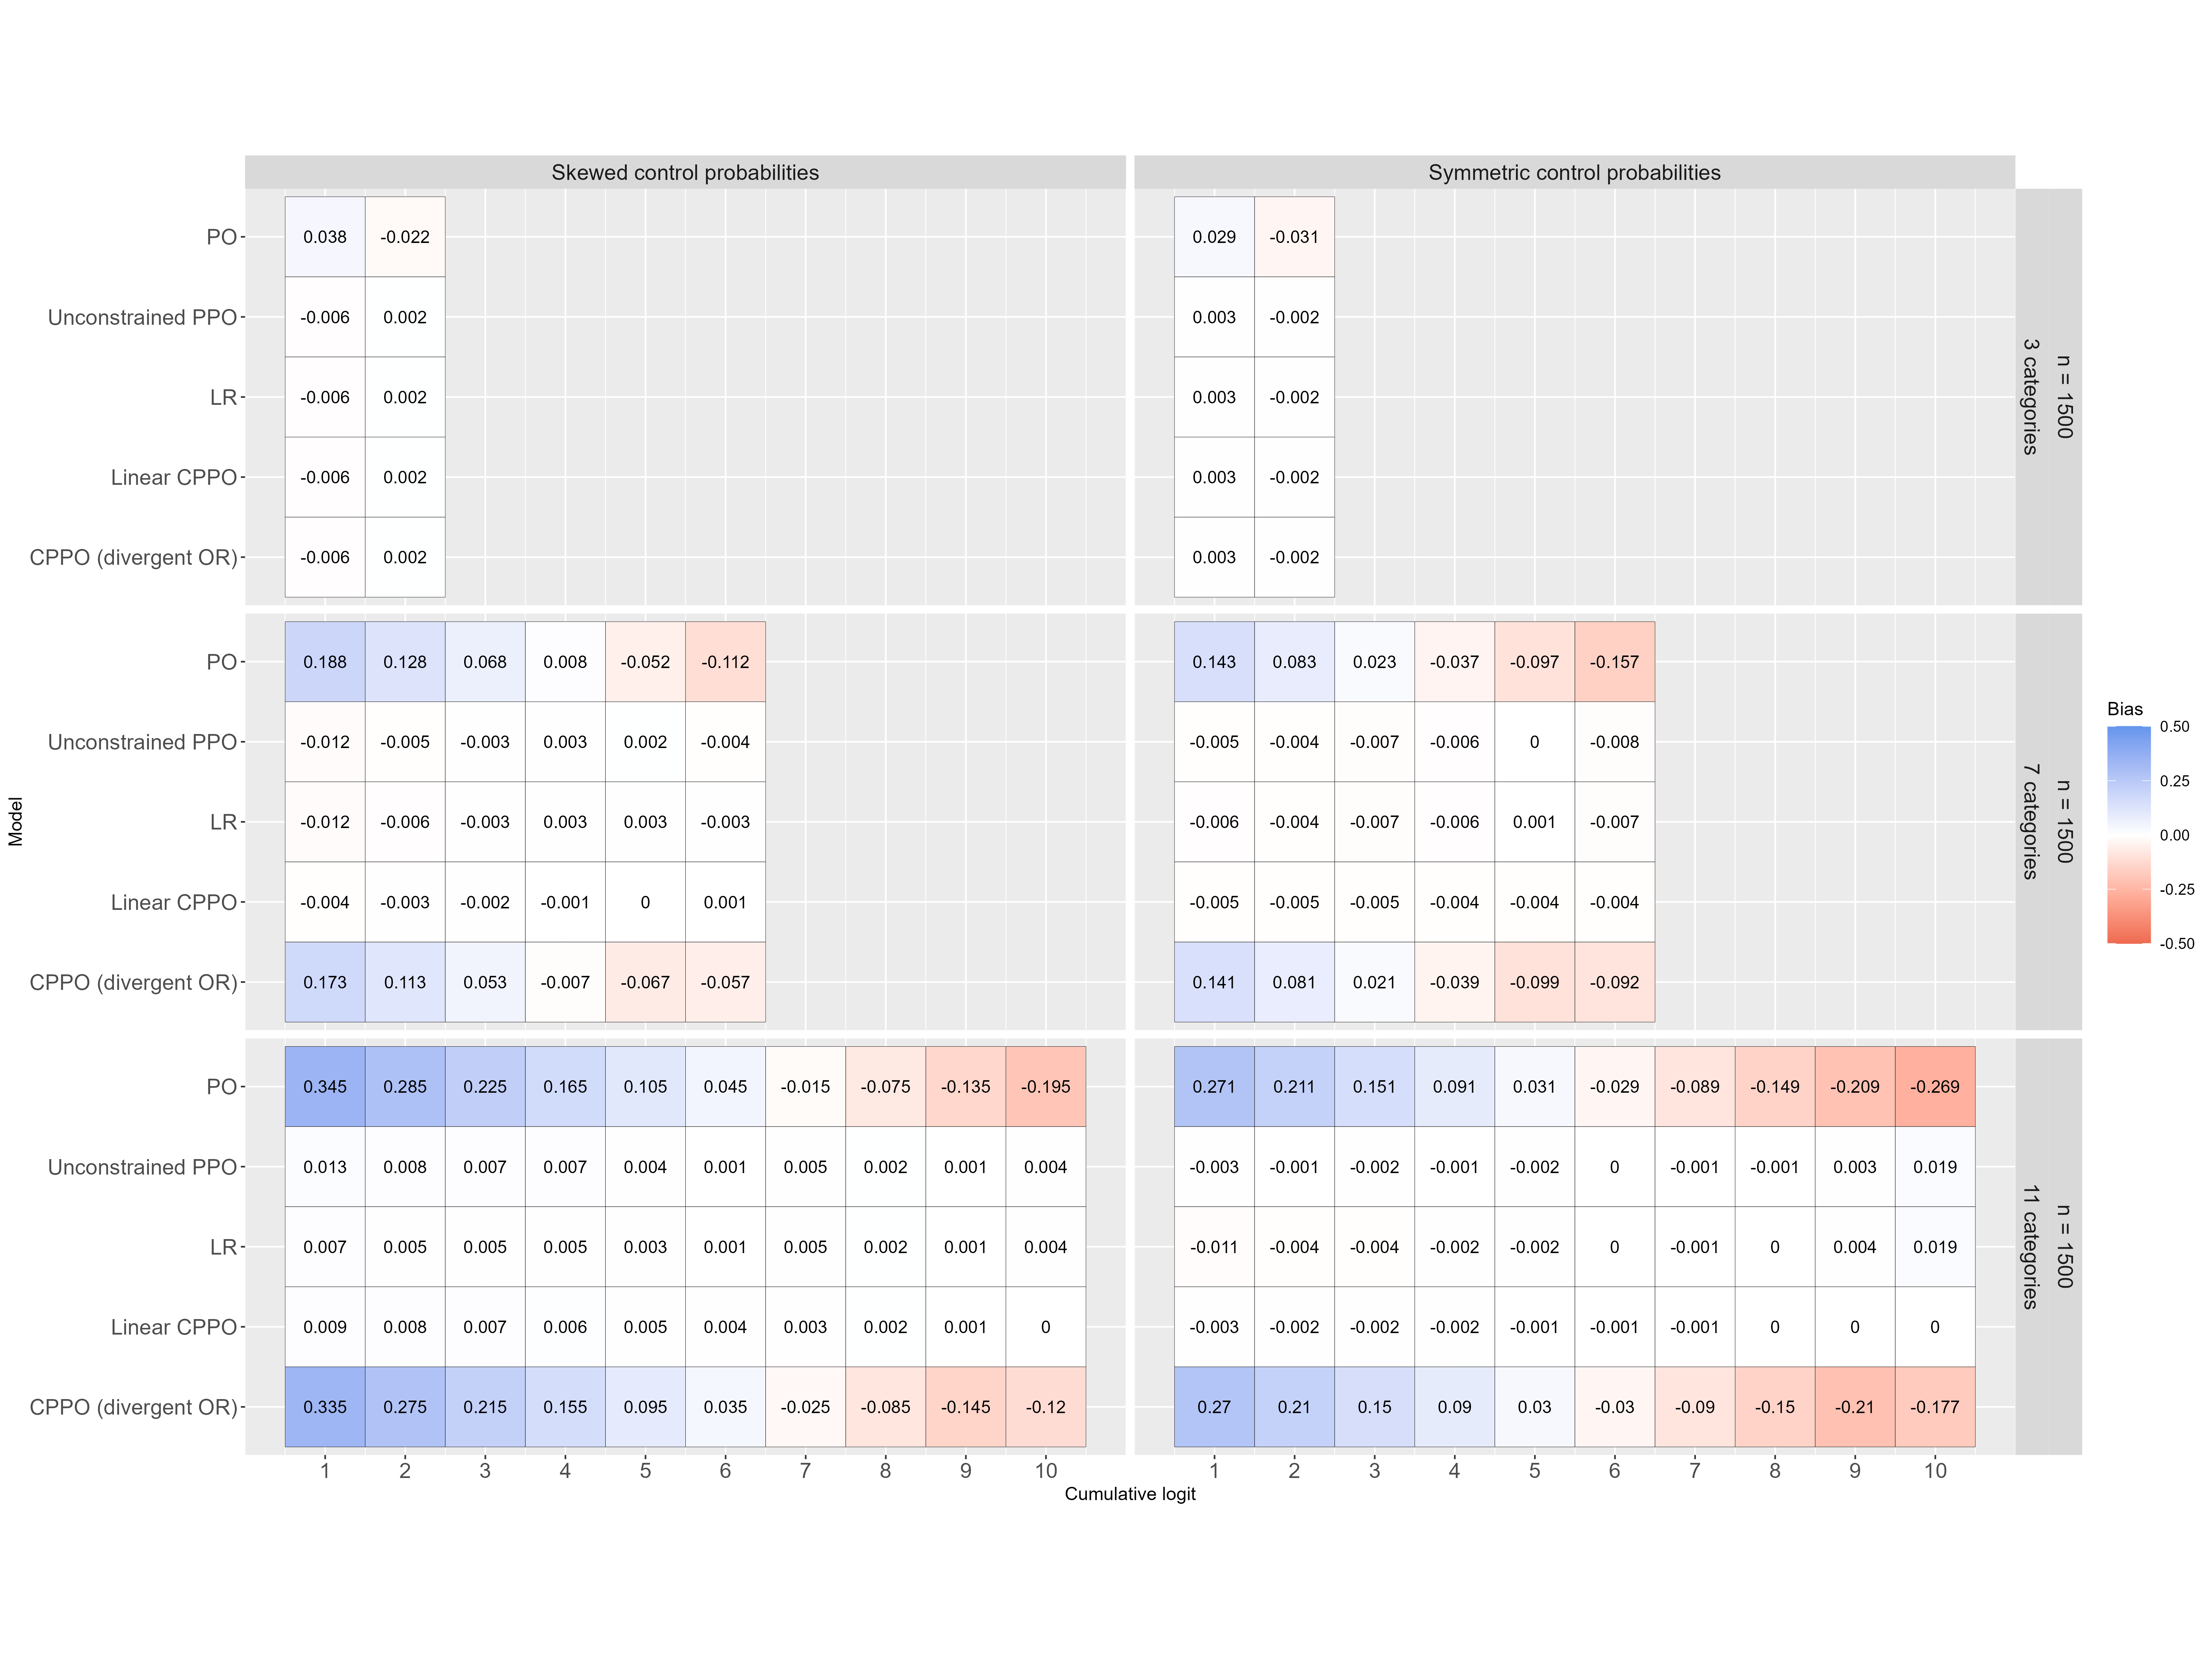 Skewed control probabilities Symmetric control probabilities
PO 0.038 -0.022 0.029 -0.031
Unconstrained PPO -0.006 0.002 0.003 -0.002
LR -0.006 0.002 0.003 -0.002
Linear CPPO -0.006 0.002 0.003 -0.002
CPPO (divergent OR) -0.006 0.002 0.003 -0.002
3 categories
n = 1500
PO 0.188 0.128 0.068 0.008 -0.052 -0.112 0.143 0.083 0.023 -0.037 -0.097 -0.157
Unconstrained PPO -0.012 -0.005 -0.003 0.003 0.002 -0.004 -0.005 -0.004 -0.007 -0.006 0 -0.008
LR -0.012 -0.006 -0.003 0.003 0.003 -0.003 -0.006 -0.004 -0.007 -0.006 0.001 -0.007
Linear CPPO -0.004 -0.003 -0.002 -0.001 0 0.001 -0.005 -0.005 -0.005 -0.004 -0.004 -0.004
CPPO (divergent OR) 0.173 0.113 0.053 -0.007 -0.067 -0.057 0.141 0.081 0.021 -0.039 -0.099 -0.092
7 categories
n = 1500
PO 0.345 0.285 0.225 0.165 0.105 0.045 -0.015 -0.075 -0.135 -0.195 0.271 0.211 0.151 0.091 0.031 -0.029 -0.089 -0.149 -0.209 -0.269
Unconstrained PPO 0.013 0.008 0.007 0.007 0.004 0.001 0.005 0.002 0.001 0.004 -0.003 -0.001 -0.002 -0.001 -0.002 0 -0.001 -0.001 0.003 0.019
LR 0.007 0.005 0.005 0.005 0.003 0.001 0.005 0.002 0.001 0.004 -0.011 -0.004 -0.004 -0.002 -0.002 0 -0.001 0 0.004 0.019
Linear CPPO 0.009 0.008 0.007 0.006 0.005 0.004 0.003 0.002 0.001 0 -0.003 -0.002 -0.002 -0.002 -0.001 -0.001 -0.001 0 0 0
CPPO (divergent OR) 0.335 0.275 0.215 0.155 0.095 0.035 -0.025 -0.085 -0.145 -0.12 0.27 0.21 0.15 0.09 0.03 -0.03 -0.09 -0.15 -0.21 -0.177
11 categories
n = 1500
1 2 3 4 5 6 7 8 9 10 1 2 3 4 5 6 7 8 9 10
Cumulative logit
Model
Bias
0.50
0.25
0.00
-0.25
-0.50